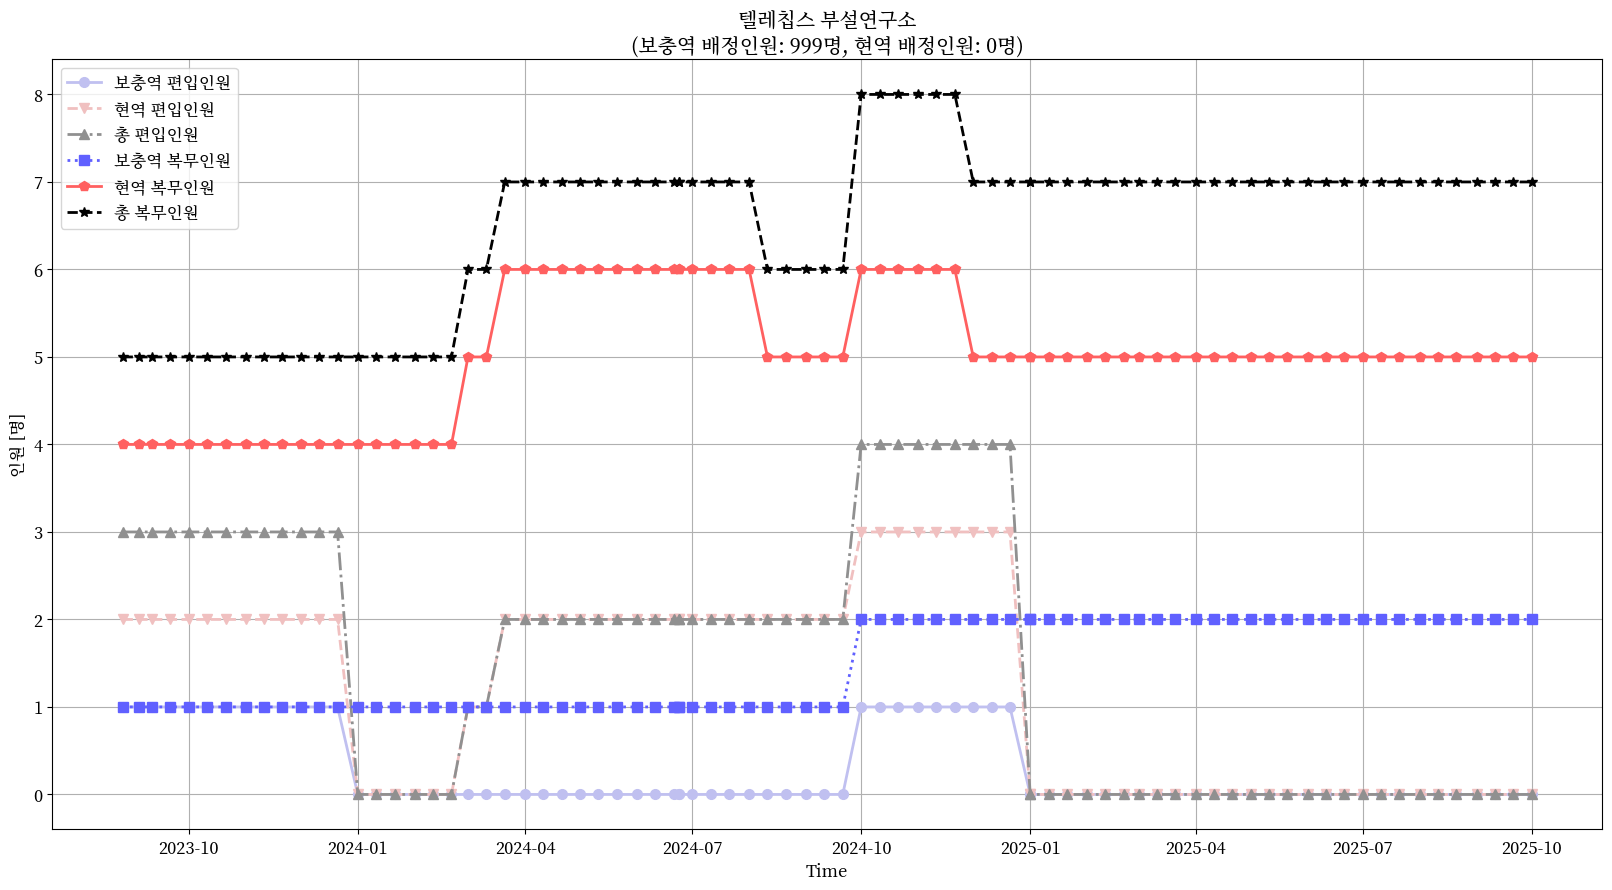 텔레칩스 부설연구소
(보충역 배정인원: 999명, 현역 배정인원: 0명)
보충역 편입인원
현역 편입인원
총 편입인원
보충역 복무인원
현역 복무인원
총 복무인원
인원 [명]
8
7
6
5
4
3
2
1
0
2023-10
2024-01
2024-04
2024-07
2024-10
2025-01
2025-04
2025-07
2025-10
Time